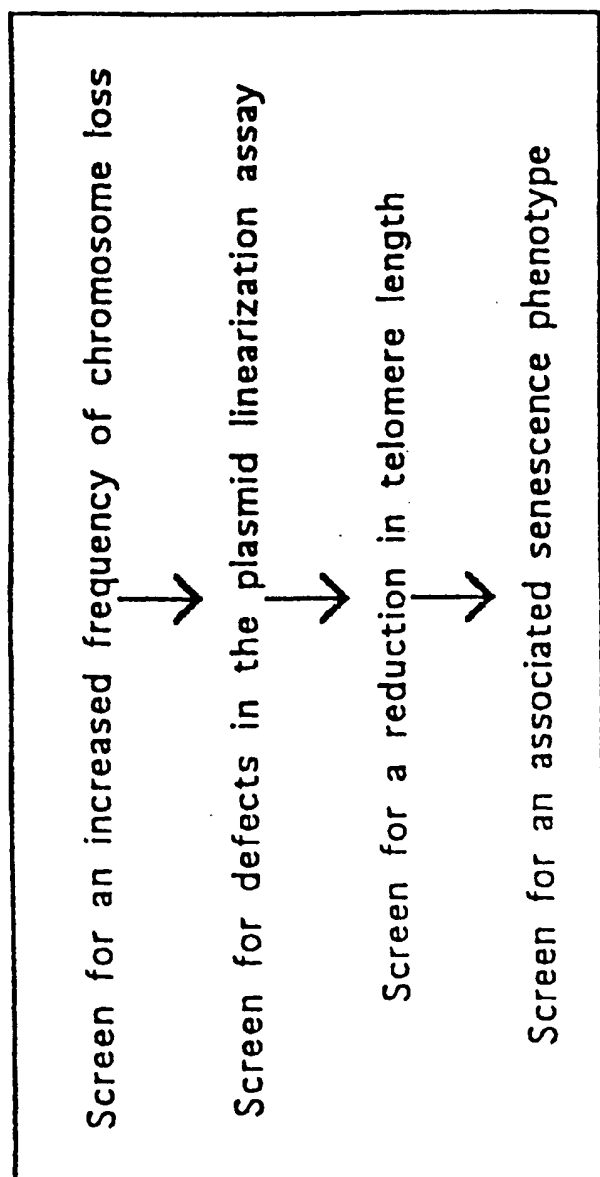 Screen for an increased frequency of chromosome loss
Screen for defects in the plasmid linearization assay
Screen for a reduction in telomere length
Screen for an associated senescence phenotype